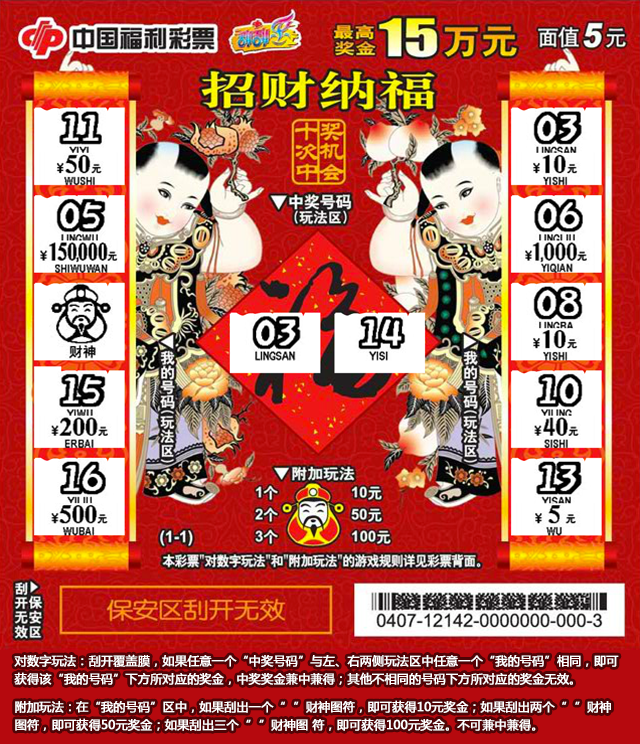 中国福利彩票
刮刮乐
最高奖金15万元
面值5元
招财纳福
十次中奖机会
11
YIYI
¥50元
WUSHI
05
LINGWU
¥150,000元
SHIWUWAN
财神
15
YIWU
¥200元
ERBAI
16
YILIU
¥500元
WUBAI
▼中奖号码
(玩法区)
03
LINGSAN
14
YISI
▶我的号码(玩法区)
▶我的号码(玩法区)
03
LINGSAN
¥10元
YISHI
06
LINGLIU
¥1,000元
YIQIAN
08
LINGBA
¥10元
YISHI
10
YILING
¥40元
SISHI
13
YISAN
¥5元
WU
▼附加玩法
1个 10元
2个 50元
3个 100元
(1-1)
本彩票"对数字玩法"和"附加玩法"的游戏规则详见彩票背面。
刮开无效
▶保安区
保安区刮开无效
0407-12142-0000000-000-3
对数字玩法：刮开覆盖膜，如果任意一个“中奖号码”与左、右两侧玩法区中任意一个“我的号码”相同，即可
获得该“我的号码”下方所对应的奖金，中奖奖金兼中兼得；其他不相同的号码下方所对应的奖金无效。
附加玩法：在“我的号码”区中，如果刮出一个“ ”财神图符，即可获得10元奖金；如果刮出两个“ ”财神
图符，即可获得50元奖金；如果刮出三个“ ”财神图 符，即可获得100元奖金。不可兼中兼得。